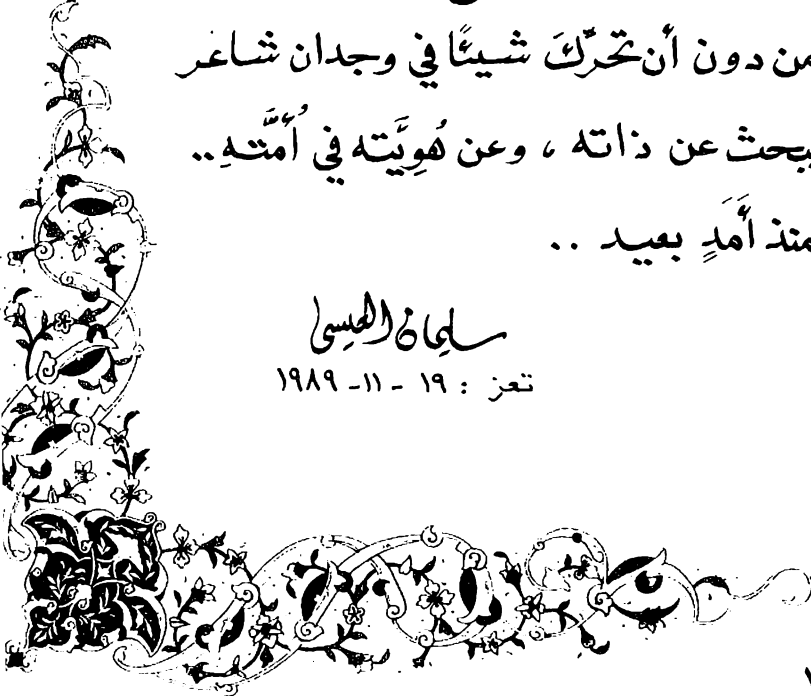 من دون أن تحرّكَ شيئًا في وجدان شاعر
يبحث عن ذاته ، وعن هُوِيَّته في أُمَّتهِ..
منذ أَمَدٍ بعيد ..
سليمان العيسى
تعز : ١٩ - ١١ - ١٩٨٩